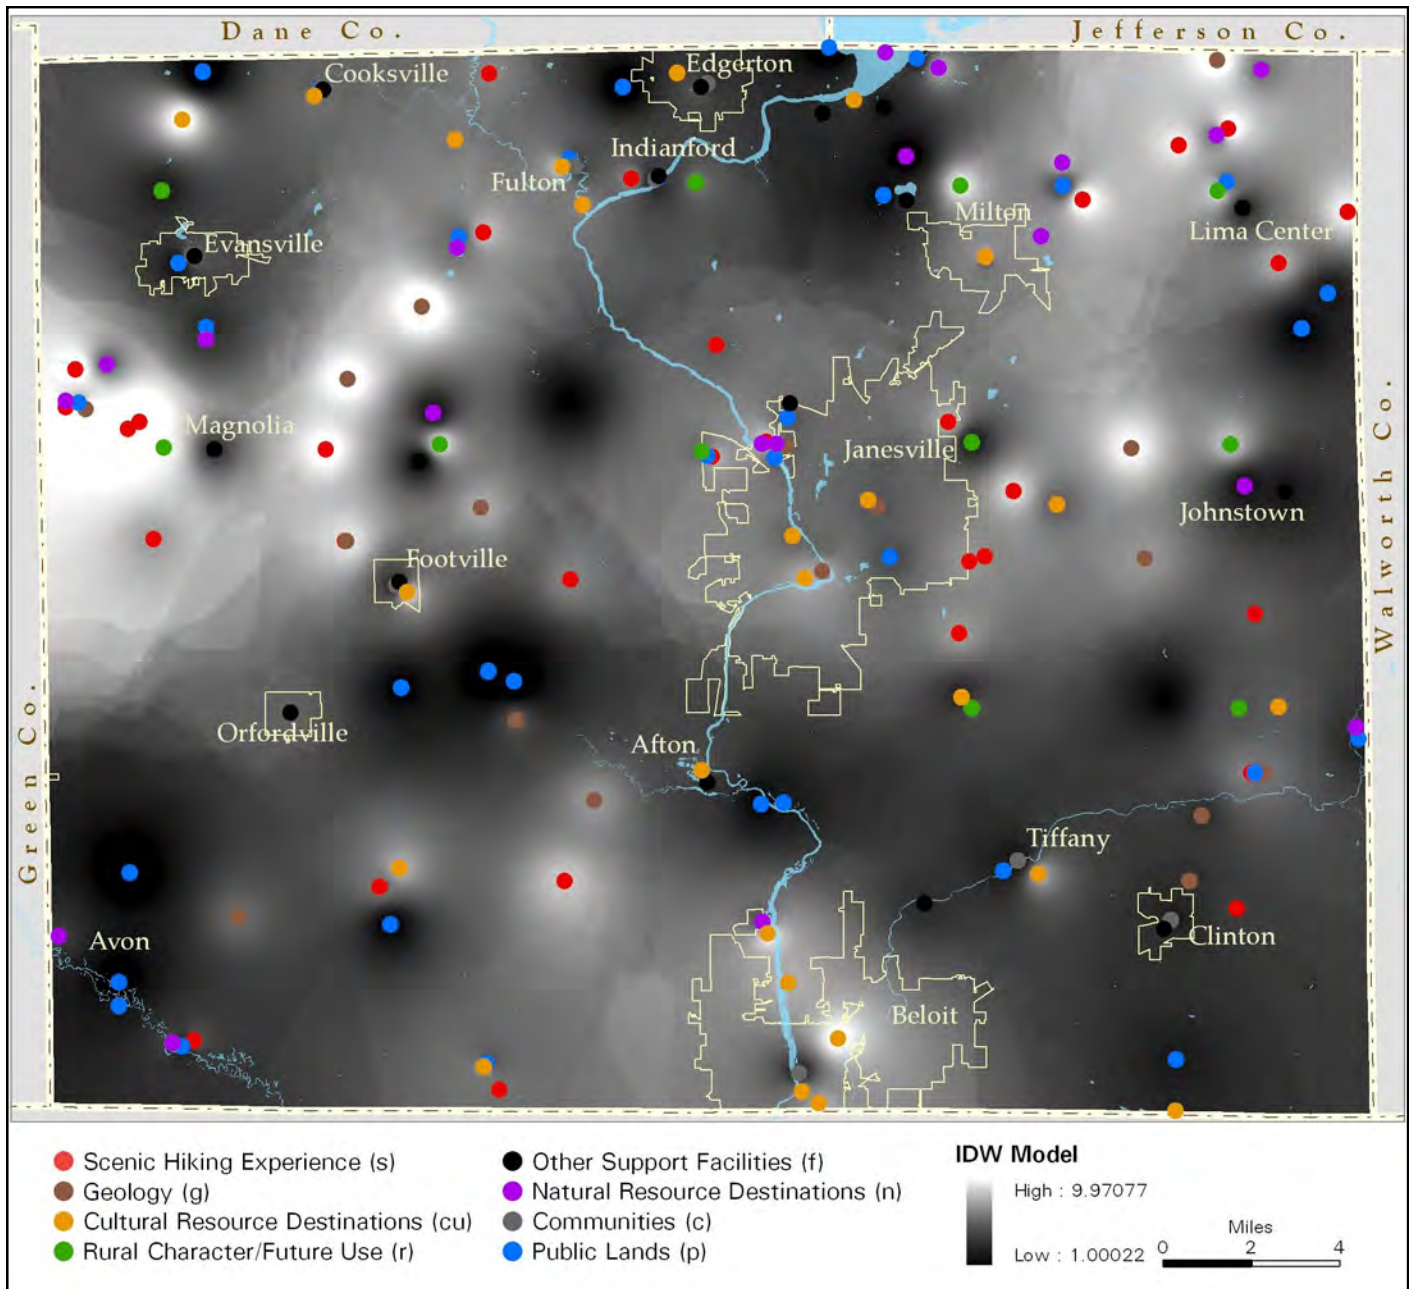 Dane Co.
Jefferson Co.
Cooksville
Edgerton
Indianford
Fulton
Milton
Evansville
Lima Center
Magnolia
Janesville
Johnstown
Footville
Walworth Co.
Green Co.
Orfordville
Afton
Tiffany
Avon
Clinton
Beloit
Scenic Hiking Experience (s)
Geology (g)
Cultural Resource Destinations (cu)
Rural Character/Future Use (r)
Other Support Facilities (f)
Natural Resource Destinations (n)
Communities (c)
Public Lands (p)
IDW Model
High : 9.97077
Low : 1.00022
Miles
0 2 4